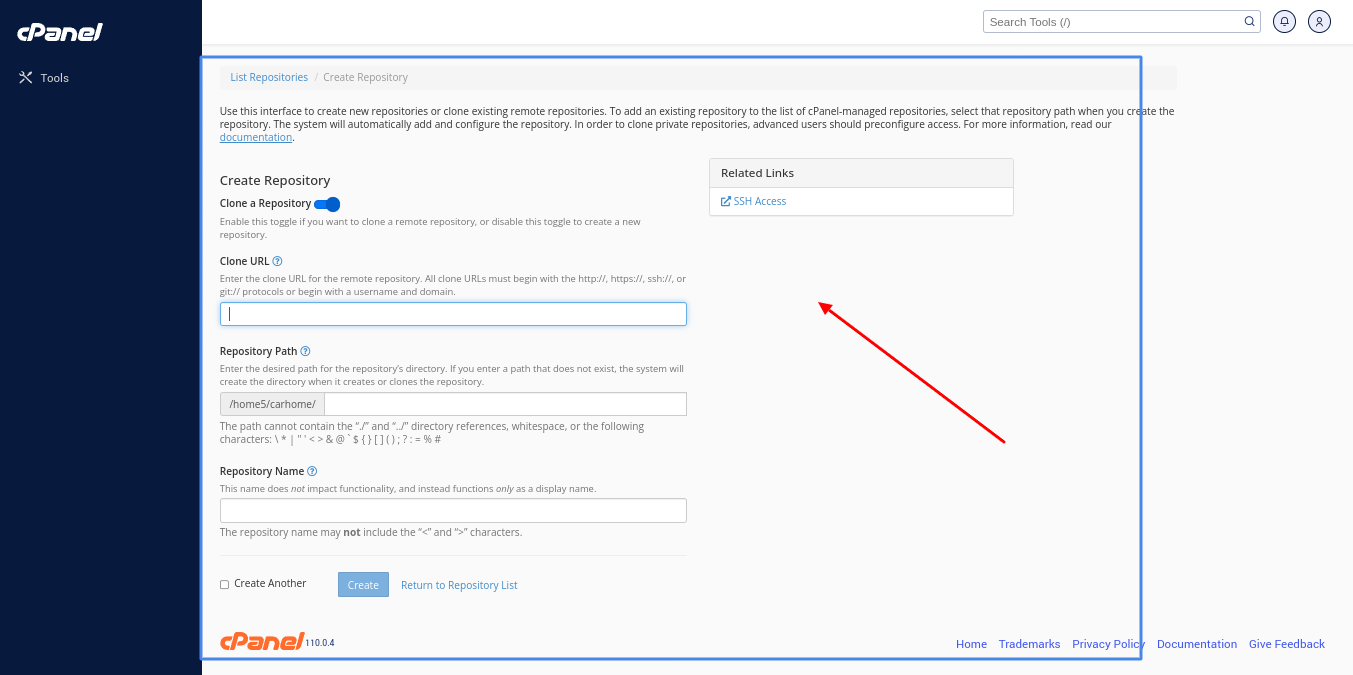 cPanel
Search Tools (/)
Tools
List Repositories / Create Repository
Use this interface to create new repositories or clone existing remote repositories. To add an existing repository to the list of cPanel-managed repositories, select that repository path when you create the
repository. The system will automatically add and configure the repository. In order to clone private repositories, advanced users should preconfigure access. For more information, read our
documentation.
Create Repository
Clone a Repository
Enable this toggle if you want to clone a remote repository, or disable this toggle to create a new
repository.
Clone URL
Enter the clone URL for the remote repository. All clone URLs must begin with the http://, https://, ssh://, or
git:// protocols or begin with a username and domain.
Repository Path
Enter the desired path for the repository's directory. If you enter a path that does not exist, the system will
create the directory when it creates or clones the repository.
/home5/carhome/
The path cannot contain the “./” and “../” directory references, whitespace, or the following
characters: \ * | " ' < > & @ ` $ { } [ ] ( ) ; ? : = % #
Repository Name
This name does not impact functionality, and instead functions only as a display name.
The repository name may not include the “<” and “>” characters.
Create Another
Create
Return to Repository List
Related Links
SSH Access
cPanel 110.0.4
Home Trademarks Privacy Policy Documentation Give Feedback